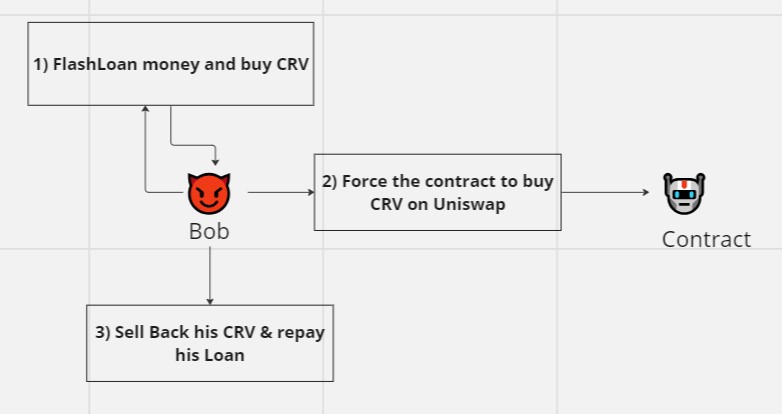 1) FlashLoan money and buy CRV
2) Force the contract to buy
CRV on Uniswap
Bob
Contract
3) Sell Back his CRV & repay
his Loan